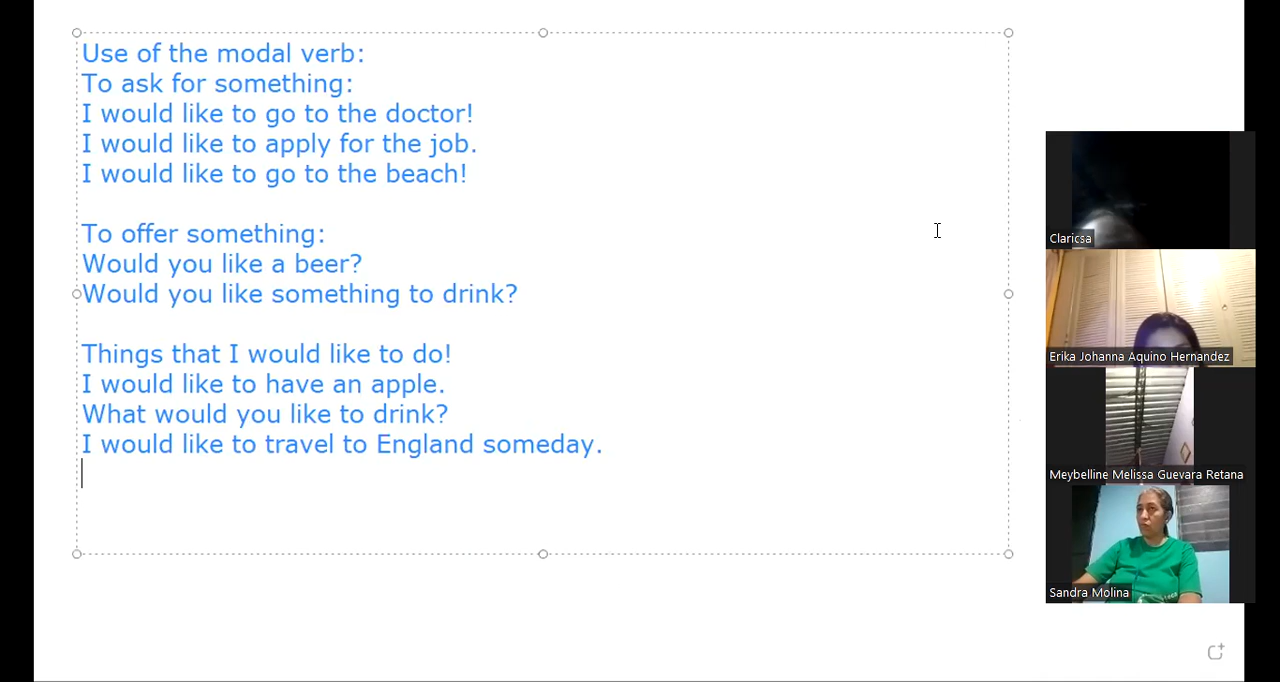 Use of the modal verb:
To ask for something:
I would like to go to the doctor!
I would like to apply for the job.
I would like to go to the beach!
To offer something:
Would you like a beer?
Would you like something to drink?
Things that I would like to do!
I would like to have an apple.
What would you like to drink?
I would like to travel to England someday.
Claricsa
Erika Johanna Aquino Hernandez
Meybelline Melissa Guevara Retana
Sandra Molina